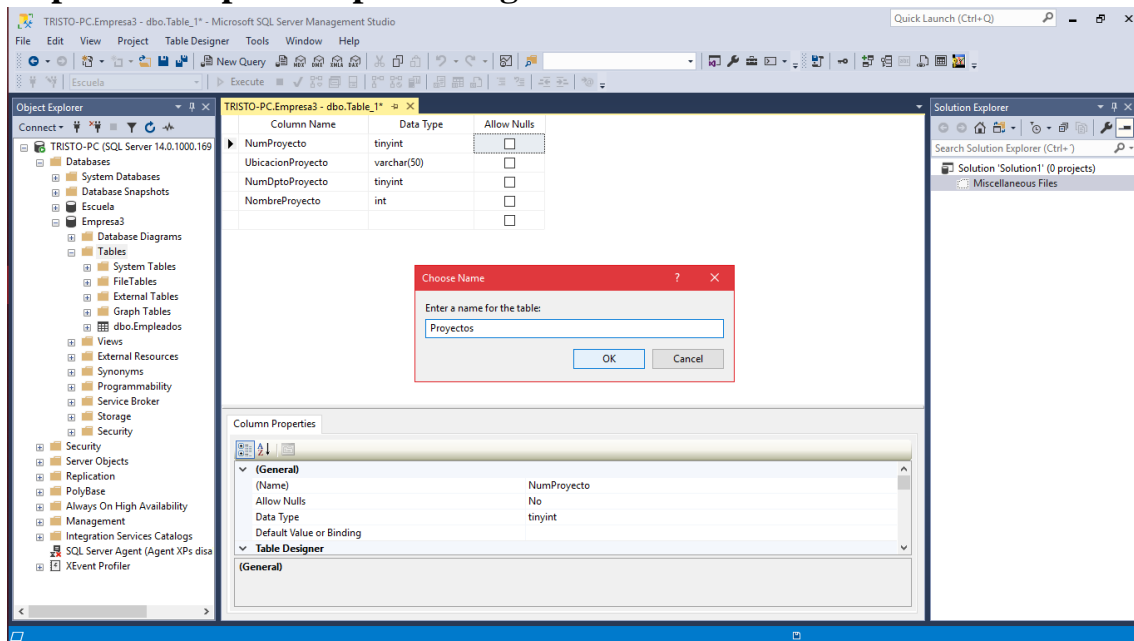 TRISTO-PC.Empresa3 - dbo.Table_1* - Microsoft SQL Server Management Studio
Quick Launch (Ctrl+Q)
File Edit View Project Table Designer Tools Window Help
New Query
Escuela
Execute
Object Explorer
Connect
TRISTO-PC (SQL Server 14.0.1000.169
Databases
System Databases
Database Snapshots
Escuela
Empresa3
Database Diagrams
Tables
System Tables
FileTables
External Tables
Graph Tables
dbo.Empleados
Views
External Resources
Synonyms
Programmability
Service Broker
Storage
Security
Security
Server Objects
Replication
PolyBase
Always On High Availability
Management
Integration Services Catalogs
SQL Server Agent (Agent XPs disa
XEvent Profiler
TRISTO-PC.Empresa3 - dbo.Table_1*
Column Name Data Type Allow Nulls
NumProyecto tinyint
UbicacionProyecto varchar(50)
NumDptoProyecto tinyint
NombreProyecto int
Choose Name ?
Enter a name for the table:
Proyectos
OK Cancel
Column Properties
(General)
(Name) NumProyecto
Allow Nulls No
Data Type tinyint
Default Value or Binding
Table Designer
(General)
Solution Explorer
Search Solution Explorer (Ctrl+´)
Solution 'Solution1' (0 projects)
Miscellaneous Files